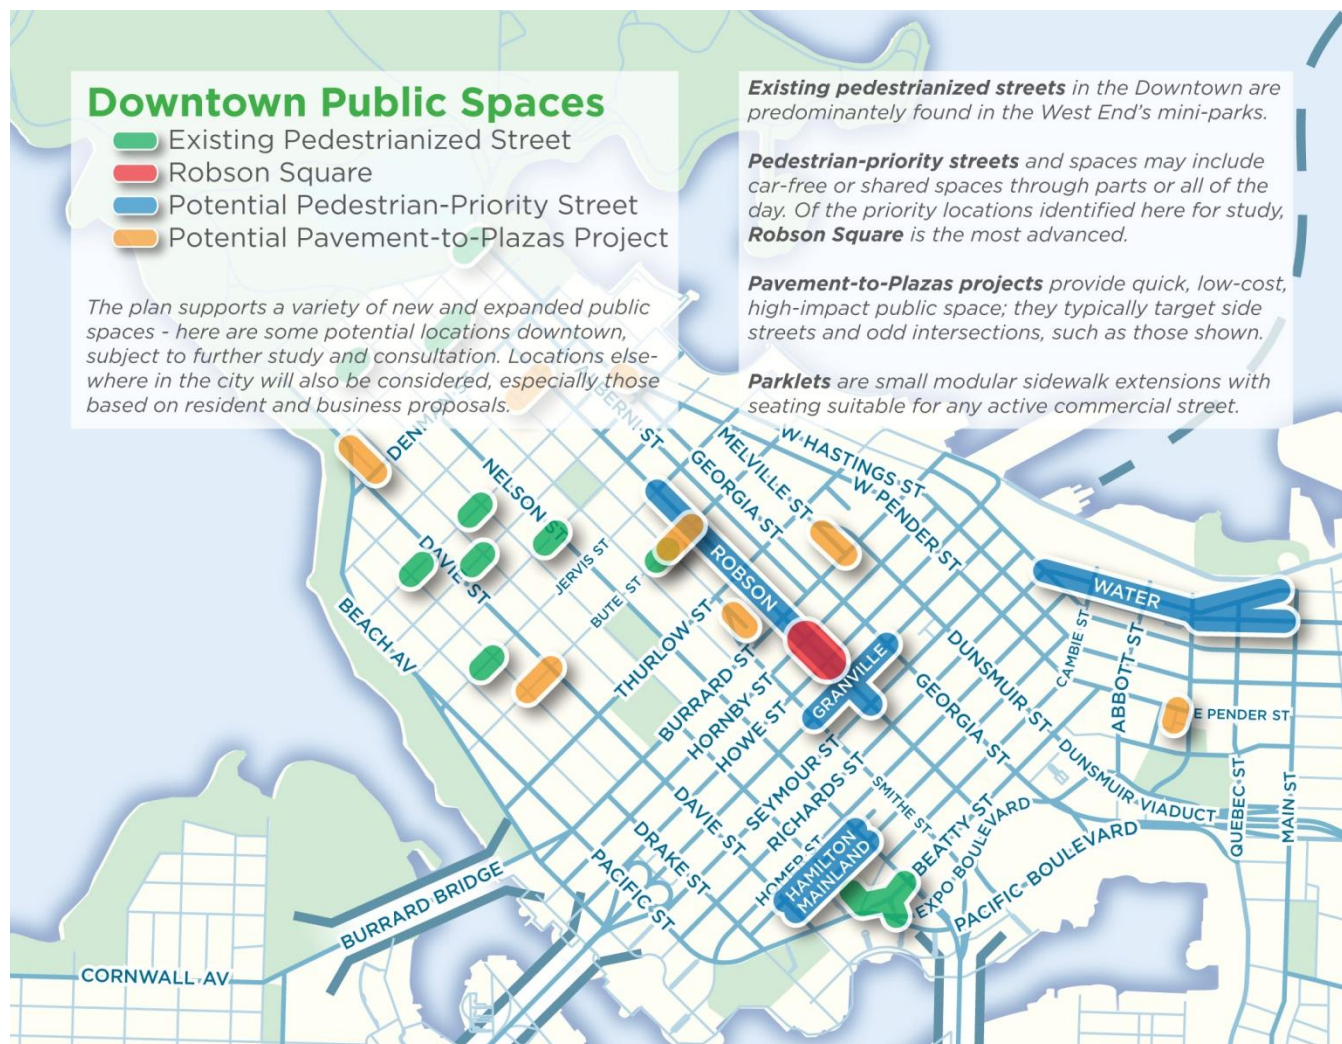 Downtown Public Spaces
Existing Pedestrianized Street
Robson Square
Potential Pedestrian-Priority Street
Potential Pavement-to-Plazas Project
The plan supports a variety of new and expanded public
spaces - here are some potential locations downtown,
subject to further study and consultation. Locations else-
where in the city will also be considered, especially those
based on resident and business proposals.
Existing pedestrianized streets in the Downtown are
predominantely found in the West End's mini-parks.
Pedestrian-priority streets and spaces may include
car-free or shared spaces through parts or all of the
day. Of the priority locations identified here for study,
Robson Square is the most advanced.
Pavement-to-Plazas projects provide quick, low-cost,
high-impact public space; they typically target side
streets and odd intersections, such as those shown.
Parklets are small modular sidewalk extensions with
seating suitable for any active commercial street.
DENMAN ST
ALBERNI ST
MELVILLE ST
W HASTINGS ST
NELSON ST
GEORGIA ST
W PENDER ST
DAVIE ST
JERVIS ST
BUTE ST
ROBSON
WATER
BEACH AV
THURLOW ST
CAMBIE ST
ABBOTT ST
BURRARD ST
HORNBY ST
HOWE ST
GRANVILLE
DUNSMUIR ST
GEORGIA ST
E PENDER ST
SEYMOUR ST
RICHARDS ST
SMITHE ST
DUNSMUIR VIADUCT
QUEBEC ST
MAIN ST
DAVIE ST
DRAKE ST
PACIFIC ST
HOMER ST
HAMILTON
MAINLAND
BEATTY ST
EXPO BOULEVARD
PACIFIC BOULEVARD
BURRARD BRIDGE
CORNWALL AV